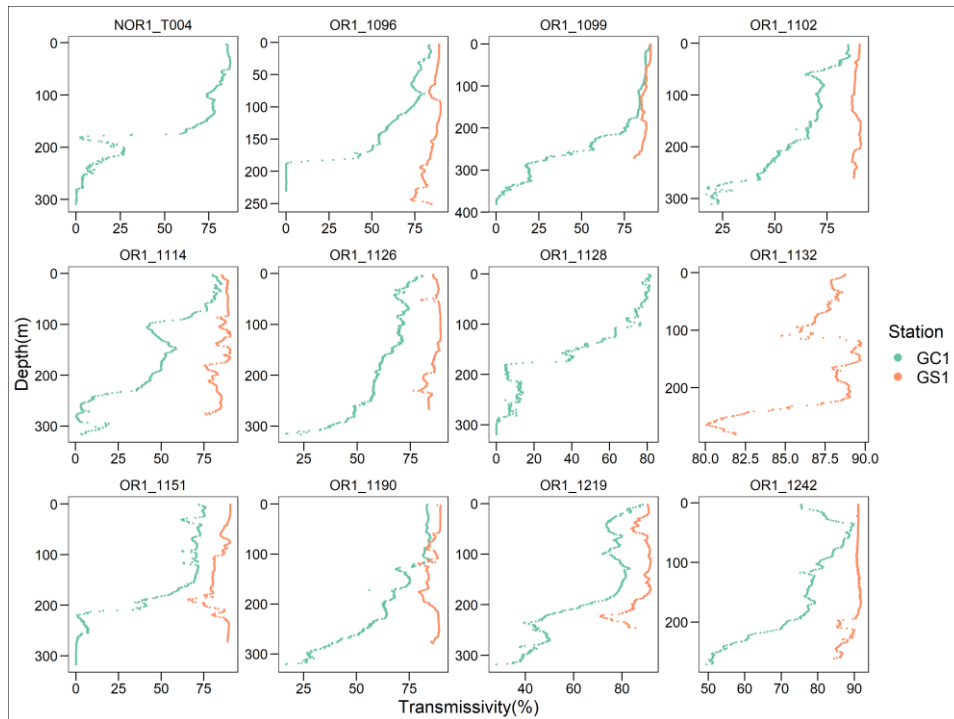 NOR1_T004 OR1_1096 OR1_1099 OR1_1102
0 0 0 0
50
100 100 100
100
200 150 200
200 300 200
300 250 400 300
0 25 50 75 0 25 50 75 0 25 50 75 25 50 75
OR1_1114 OR1_1126 OR1_1128 OR1_1132
0 0 0 0
100 100 100 100
200 200 200 200
300 300 300
0 25 50 75 25 50 75 0 20 40 60 80 80.0 82.5 85.0 87.5 90.0
OR1_1151 OR1_1190 OR1_1219 OR1_1242
0 0 0 0
100 100 100 100
200 200 200 200
300 300 300
0 25 50 75 25 50 75 40 60 80 50 60 70 80 90
Depth(m)
Transmissivity(%)
Station
GC1
GS1